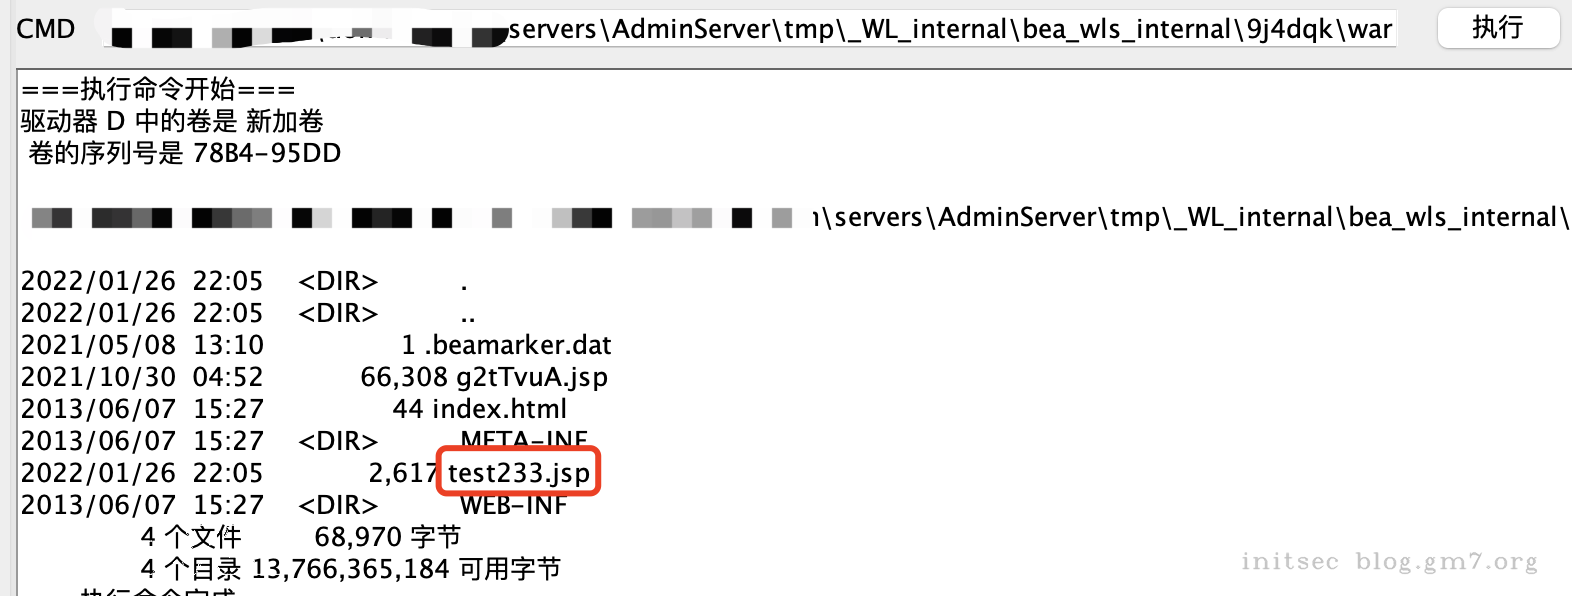 CMD servers\AdminServer\tmp\_WL_internal\bea_wls_internal\9j4dqk\war 执行
===执行命令开始===
驱动器 D 中的卷是 新加卷
卷的序列号是 78B4-95DD
\servers\AdminServer\tmp\_WL_internal\bea_wls_internal\
2022/01/26 22:05 <DIR> .
2022/01/26 22:05 <DIR> ..
2021/05/08 13:10 1 .beamarker.dat
2021/10/30 04:52 66,308 g2tTvuA.jsp
2013/06/07 15:27 44 index.html
2013/06/07 15:27 <DIR> META-INF
2022/01/26 22:05 2,617 test233.jsp
2013/06/07 15:27 <DIR> WEB-INF
4 个文件 68,970 字节
4 个目录 13,766,365,184 可用字节
initsec blog.gm7.org